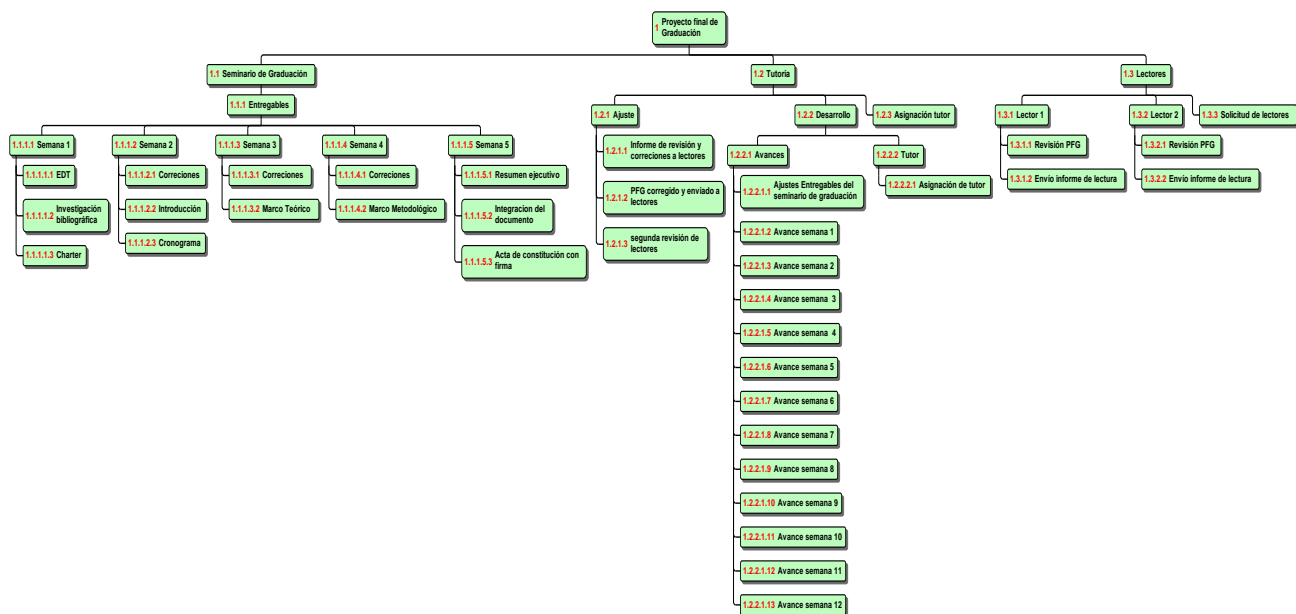 1 Proyecto final de
Graduación
1.1 Seminario de Graduación
1.2 Tutoría
1.3 Lectores
1.1.1 Entregables
1.1.1.1 Semana 1
1.1.1.1.1 EDT
1.1.1.1.2 Investigación
bibliográfica
1.1.1.1.3 Charter
1.1.1.2 Semana 2
1.1.1.2.1 Correciones
1.1.1.2.2 Introducción
1.1.1.2.3 Cronograma
1.1.1.3 Semana 3
1.1.1.3.1 Correciones
1.1.1.3.2 Marco Teórico
1.1.1.4 Semana 4
1.1.1.4.1 Correciones
1.1.1.4.2 Marco Metodológico
1.1.1.5 Semana 5
1.1.1.5.1 Resumen ejecutivo
1.1.1.5.2 Integracion del
documento
1.1.1.5.3 Acta de constitución con
firma
1.2.1 Ajuste
1.2.1.1 Informe de revisión y
correciones a lectores
1.2.1.2 PFG corregido y enviado a
lectores
1.2.1.3 segunda revisión de
lectores
1.2.2 Desarrollo
1.2.2.1 Avances
1.2.2.1.1 Ajustes Entregables del
seminario de graduación
1.2.2.1.2 Avance semana 1
1.2.2.1.3 Avance semana 2
1.2.2.1.4 Avance semana 3
1.2.2.1.5 Avance semana 4
1.2.2.1.6 Avance semana 5
1.2.2.1.7 Avance semana 6
1.2.2.1.8 Avance semana 7
1.2.2.1.9 Avance semana 8
1.2.2.1.10 Avance semana 9
1.2.2.1.11 Avance semana 10
1.2.2.1.12 Avance semana 11
1.2.2.1.13 Avance semana 12
1.2.2.2 Tutor
1.2.2.2.1 Asignación de tutor
1.2.3 Asignación tutor
1.3.1 Lector 1
1.3.1.1 Revisión PFG
1.3.1.2 Envío informe de lectura
1.3.2 Lector 2
1.3.2.1 Revisión PFG
1.3.2.2 Envío informe de lectura
1.3.3 Solicitud de lectores